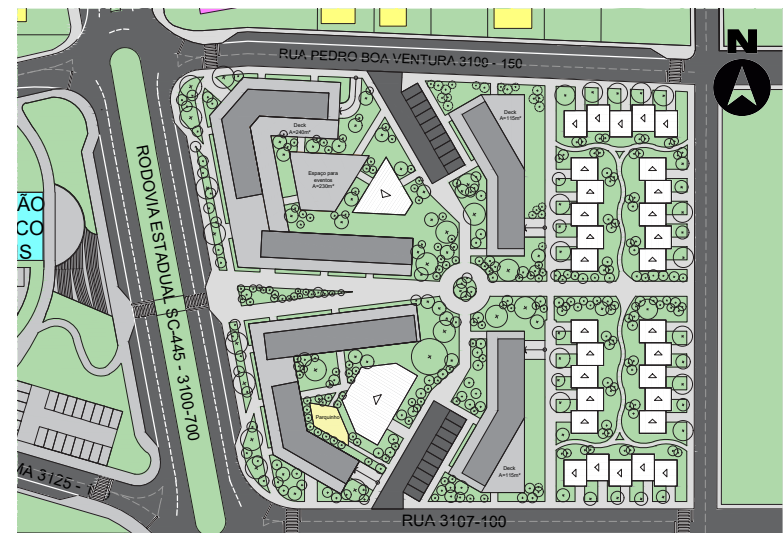 RUA PEDRO BOA VENTURA 3100 - 150
N
Deck
A=240m²
Deck
A=115m²
Espaço para
eventos
A=230m²
RODOVIA ESTADUAL SC-445 - 3100-700
ÃO
CO
S
Parquinho
Deck
A=115m²
MA 3125 -
RUA 3107-100